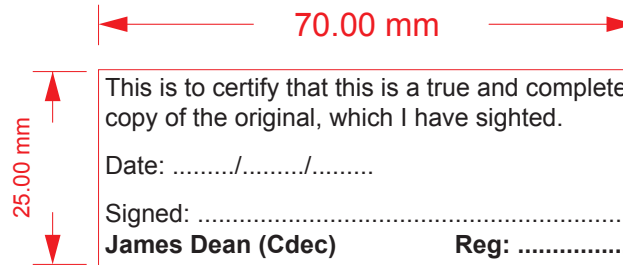 70.00 mm
25.00 mm
This is to certify that this is a true and complete
copy of the original, which I have sighted.
Date: ........./........./.........
Signed: ..............................................................
James Dean (Cdec) Reg: ...............